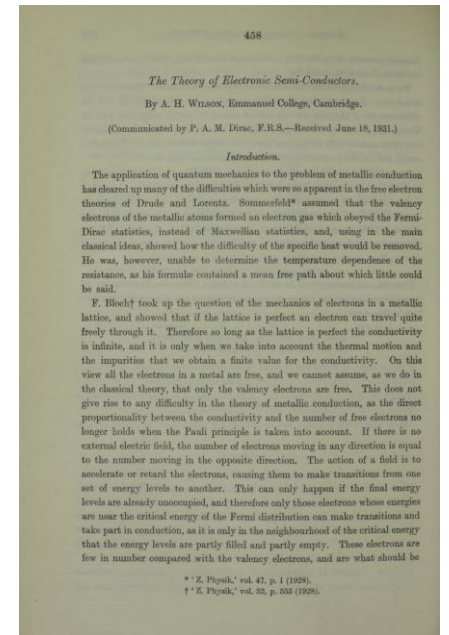 458
The Theory of Electronic Semi-Conductors.
By A. H. WILSON, Emmanuel College, Cambridge.
(Communicated by P. A. M. Dirac, F.R.S.—Received June 18, 1931.)
Introduction.
The application of quantum mechanics to the problem of metallic conduction
has cleared up many of the difficulties which were so apparent in the free electron
theories of Drude and Lorentz. Sommerfeld* assumed that the valency
electrons of the metallic atoms formed an electron gas which obeyed the Fermi-
Dirac statistics, instead of Maxwellian statistics, and, using in the main
classical ideas, showed how the difficulty of the specific heat would be removed.
He was, however, unable to determine the temperature dependence of the
resistance, as his formulæ contained a mean free path about which little could
be said.
F. Bloch† took up the question of the mechanics of electrons in a metallic
lattice, and showed that if the lattice is perfect an electron can travel quite
freely through it. Therefore so long as the lattice is perfect the conductivity
is infinite, and it is only when we take into account the thermal motion and
the impurities that we obtain a finite value for the conductivity. On this
view all the electrons in a metal are free, and we cannot assume, as we do in
the classical theory, that only the valency electrons are free. This does not
give rise to any difficulty in the theory of metallic conduction, as the direct
proportionality between the conductivity and the number of free electrons no
longer holds when the Pauli principle is taken into account. If there is no
external electric field, the number of electrons moving in any direction is equal
to the number moving in the opposite direction. The action of a field is to
accelerate or retard the electrons, causing them to make transitions from one
set of energy levels to another. This can only happen if the final energy
levels are already unoccupied, and therefore only those electrons whose energies
are near the critical energy of the Fermi distribution can make transitions and
take part in conduction, as it is only in the neighbourhood of the critical energy
that the energy levels are partly filled and partly empty. These electrons are
few in number compared with the valency electrons, and are what should be
* ‘ Z. Physik,’ vol. 47, p. 1 (1928).
† ‘ Z. Physik,’ vol. 52, p. 555 (1928).